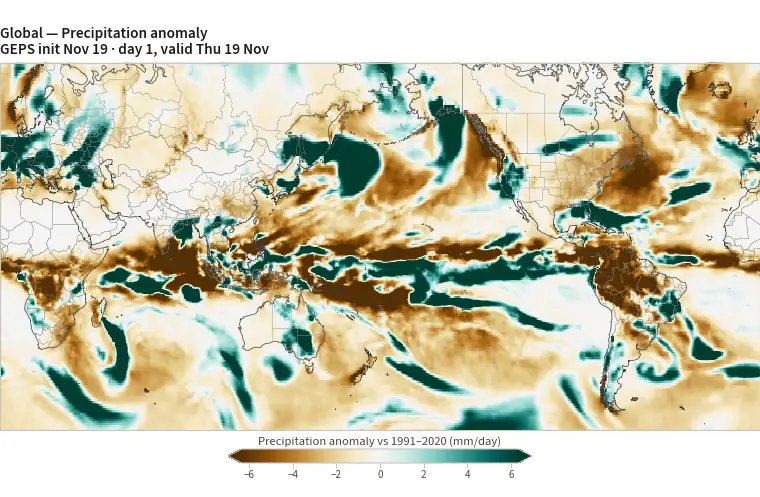 Global — Precipitation anomaly
GEPS init Nov 19 · day 1, valid Thu 19 Nov
Precipitation anomaly vs 1991–2020 (mm/day)
−6 −4 −2 0 2 4 6